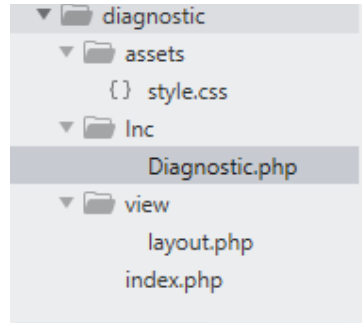 diagnostic
assets
{} style.css
Inc
Diagnostic.php
view
layout.php
index.php